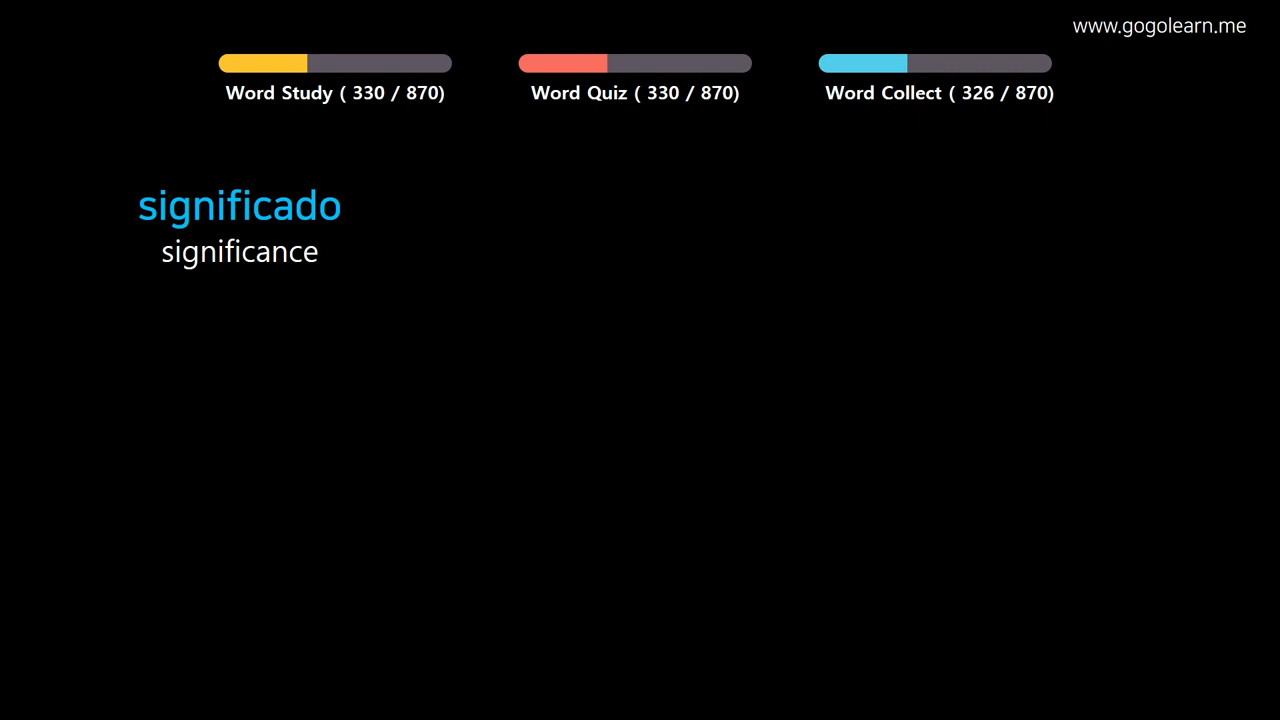 www.gogolearn.me
Word Study ( 330 / 870)
Word Quiz ( 330 / 870)
Word Collect ( 326 / 870)
significado
significance